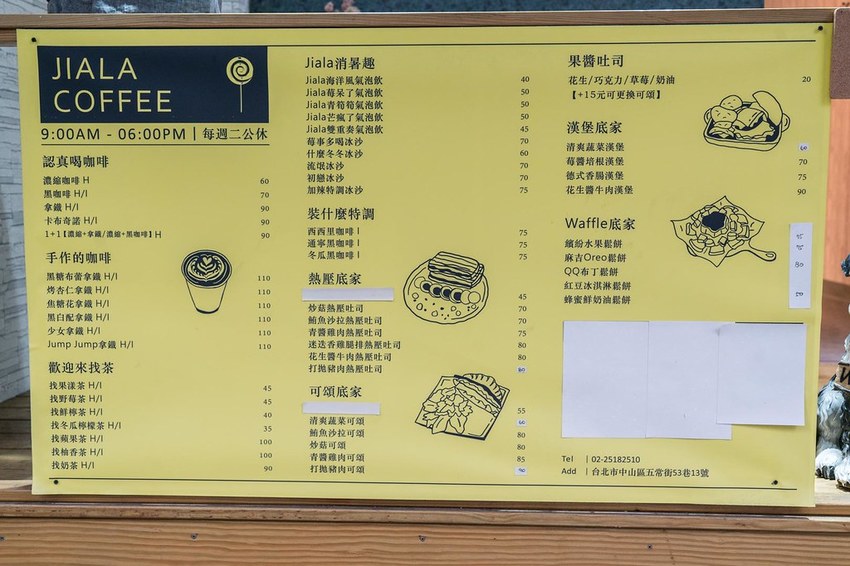 JIALA
COFFEE
9:00AM - 06:00PM | 每週二公休
認真喝咖啡
濃縮咖啡 H 60
黑咖啡 H/I 70
拿鐵 H/I 90
卡布奇諾 H/I 90
1+1【濃縮+拿鐵/濃縮+黑咖啡】H 90
手作的咖啡
黑糖布蕾拿鐵 H/I 110
烤杏仁拿鐵 H/I 110
焦糖花拿鐵 H/I 110
黑白配拿鐵 H/I 110
少女拿鐵 H/I 110
Jump Jump拿鐵 H/I 110
歡迎來找茶
找果漾茶 H/I 45
找野莓茶 H/I 45
找鮮檸茶 H/I 40
找冬瓜檸檬茶 H/I 35
找蘋果茶 H/I 100
找柚香茶 H/I 100
找奶茶 H/I 90
Jiala消暑趣
Jiala海洋風氣泡飲 40
Jiala莓呆了氣泡飲 50
Jiala青筍筍氣泡飲 50
Jiala芒瘋了氣泡飲 50
Jiala雙重奏氣泡飲 45
莓事多喝冰沙 60
什麼冬冬冰沙 60
流氓冰沙 70
初戀冰沙 70
加辣特調冰沙 75
裝什麼特調
西西里咖啡 I 75
通寧黑咖啡 I 75
冬瓜黑咖啡 I 75
熱壓底家
45
炒菇熱壓吐司 70
鮪魚沙拉熱壓吐司 70
青醬雞肉熱壓吐司 75
迷迭香雞腿排熱壓吐司 80
花生醬牛肉熱壓吐司 80
打拋豬肉熱壓吐司 80
可頌底家
55
清爽蔬菜可頌 60
鮪魚沙拉可頌 80
炒菇可頌 80
青醬雞肉可頌 85
打拋豬肉可頌 90
果醬吐司
花生/巧克力/草莓/奶油 20
【+15元可更換可頌】
漢堡底家
清爽蔬菜漢堡 60
莓醬培根漢堡 70
德式香腸漢堡 75
花生醬牛肉漢堡 90
Waffle底家
繽紛水果鬆餅
麻吉Oreo鬆餅
QQ布丁鬆餅 80
紅豆冰淇淋鬆餅
蜂蜜鮮奶油鬆餅
Tel | 02-25182510
Add | 台北市中山區五常街53巷13號